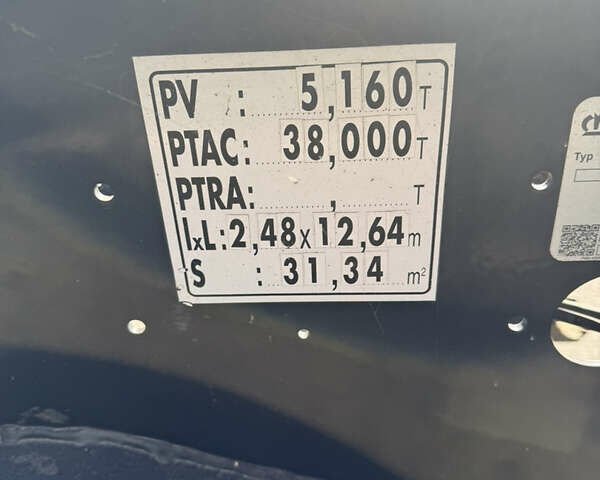 PV : 5,160 T
PTAC: 38,000 T
PTRA: , T
lxL: 2,48 x 12,64 m
S : 31,34 m²
Typ